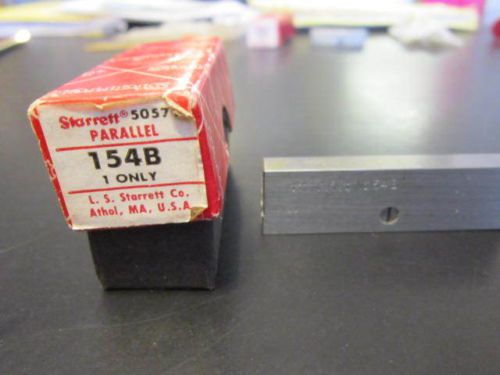 Starrett® 5057
PARALLEL
154B
1 ONLY
L. S. Starrett Co.
Athol, MA, U.S.A